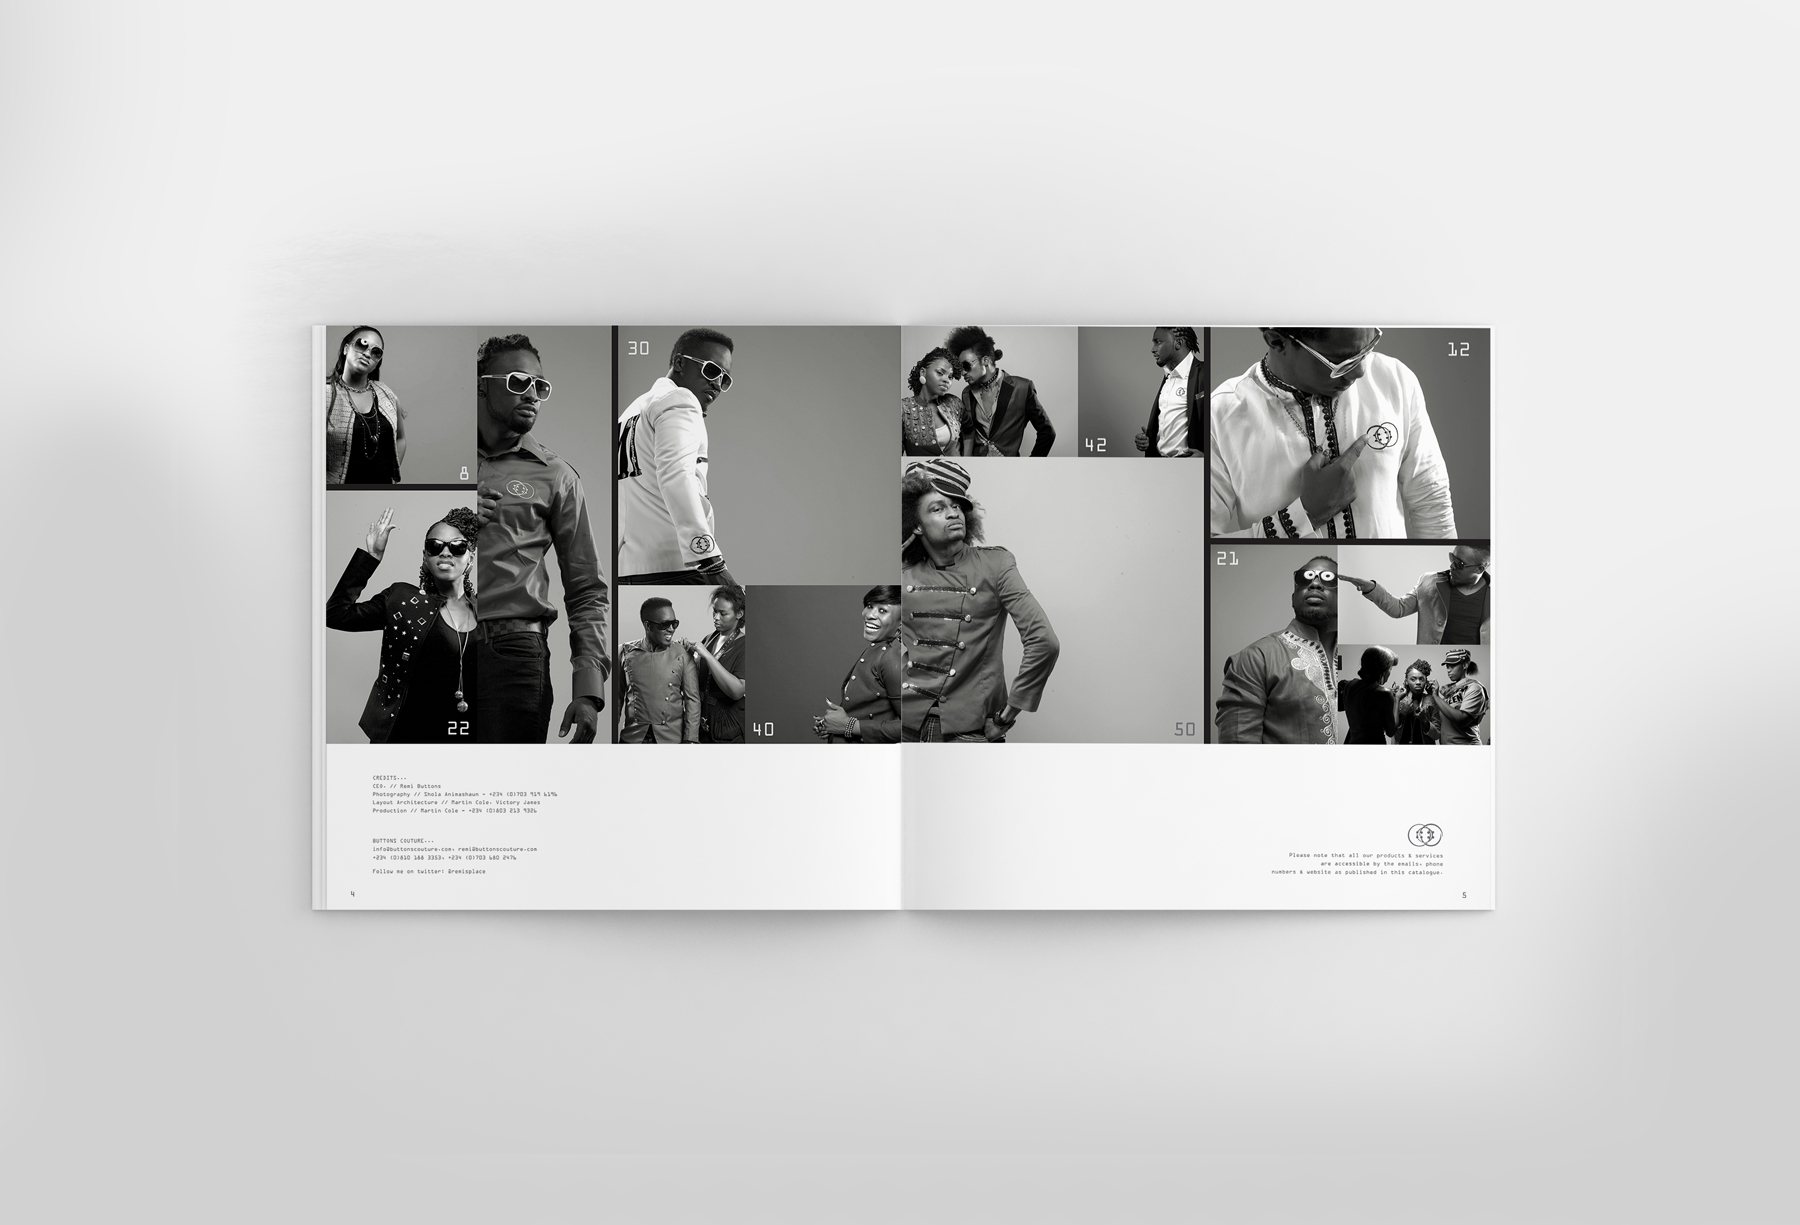 8
22
30
40
42
50
12
21
CREDITS...
CEO. // Remi Buttons
Photography // Shola Animashaun - +234 (0)703 919 6196
Layout Architecture // Martin Cole, Victory James
Production // Martin Cole - +234 (0)803 213 9326
BUTTONS COUTURE...
info@buttonscouture.com, remi@buttonscouture.com
+234 (0)810 188 3353, +234 (0)703 680 2476
Follow me on twitter: @remisplace
4
Please note that all our products & services
are accessible by the emails, phone
numbers & website as published in this catalogue.
5